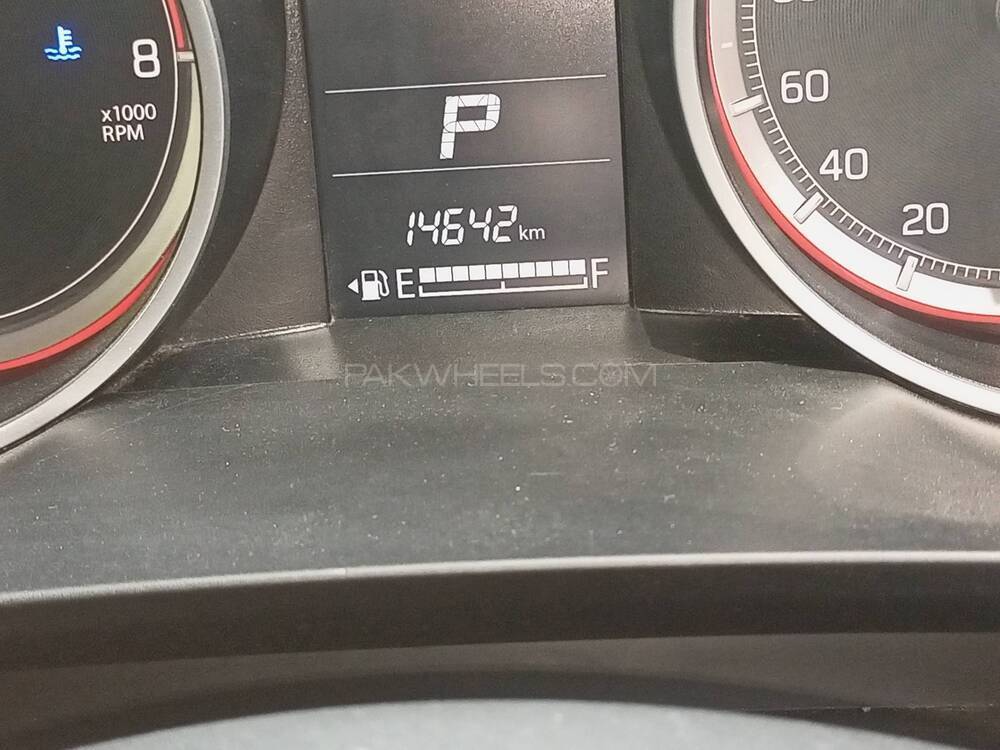 8
x1000
RPM
P
14642 km
E F
60
40
20
PAKWHEELS.COM